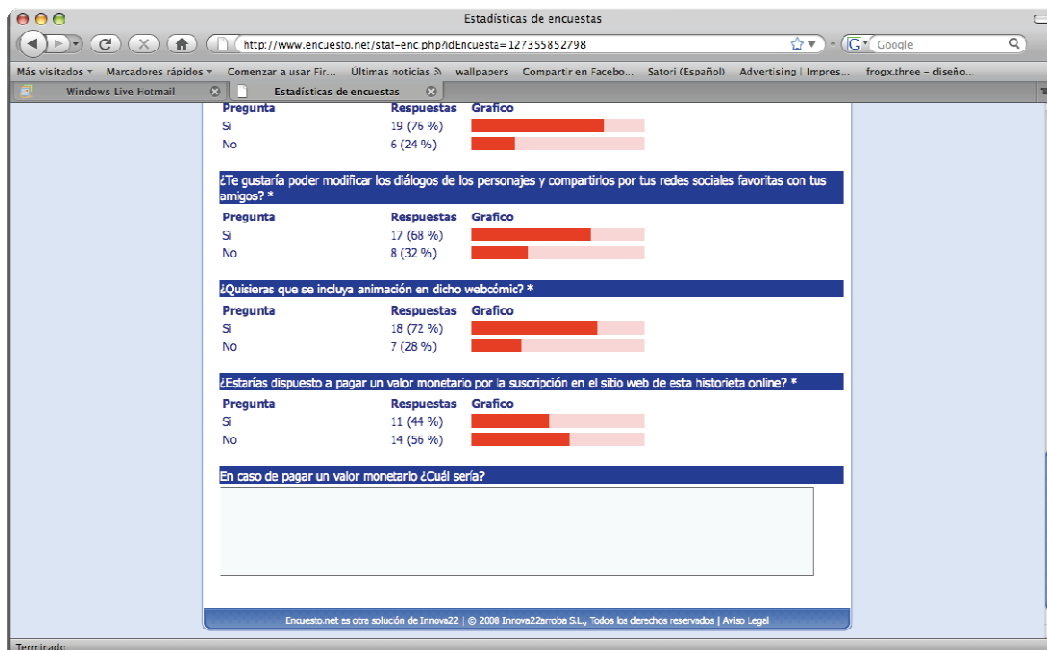 Estadísticas de encuestas
http://www.encuesto.net/stat-enc.php?idEncuesta=127355852798
Google
Más visitados Marcadores rápidos Comenzar a usar Fir... Últimas noticias wallpapers Compartir en Facebo... Satori (Español) Advertising | Impres... frogx.three – diseño...
Windows Live Hotmail Estadísticas de encuestas
Pregunta Respuestas Grafico
Si 19 (76 %)
No 6 (24 %)
¿Te gustaría poder modificar los diálogos de los personajes y compartirlos por tus redes sociales favoritas con tus
amigos? *
Pregunta Respuestas Grafico
Si 17 (68 %)
No 8 (32 %)
¿Quisieras que se incluya animación en dicho webcómic? *
Pregunta Respuestas Grafico
Si 18 (72 %)
No 7 (28 %)
¿Estarías dispuesto a pagar un valor monetario por la suscripción en el sitio web de esta historieta online? *
Pregunta Respuestas Grafico
Si 11 (44 %)
No 14 (56 %)
En caso de pagar un valor monetario ¿Cuál sería?
Encuesto.net es otra solución de Innova22 | © 2008 Innova22arroba S.L., Todos los derechos reservados | Aviso Legal
Terminado